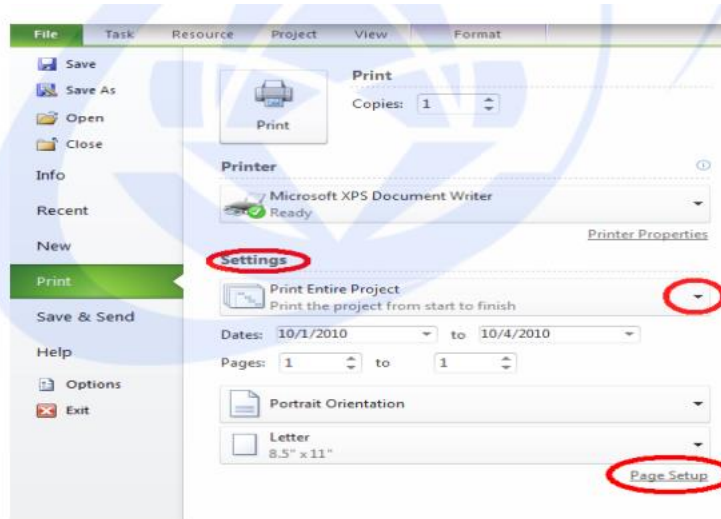 File Task Resource Project View Format
Save
Save As
Open
Close
Info
Recent
New
Print
Save & Send
Help
Options
Exit
Print
Print
Copies: 1
Printer
Microsoft XPS Document Writer
Ready
Printer Properties
Settings
Print Entire Project
Print the project from start to finish
Dates: 10/1/2010 to 10/4/2010
Pages: 1 to 1
Portrait Orientation
Letter
8.5" x 11"
Page Setup